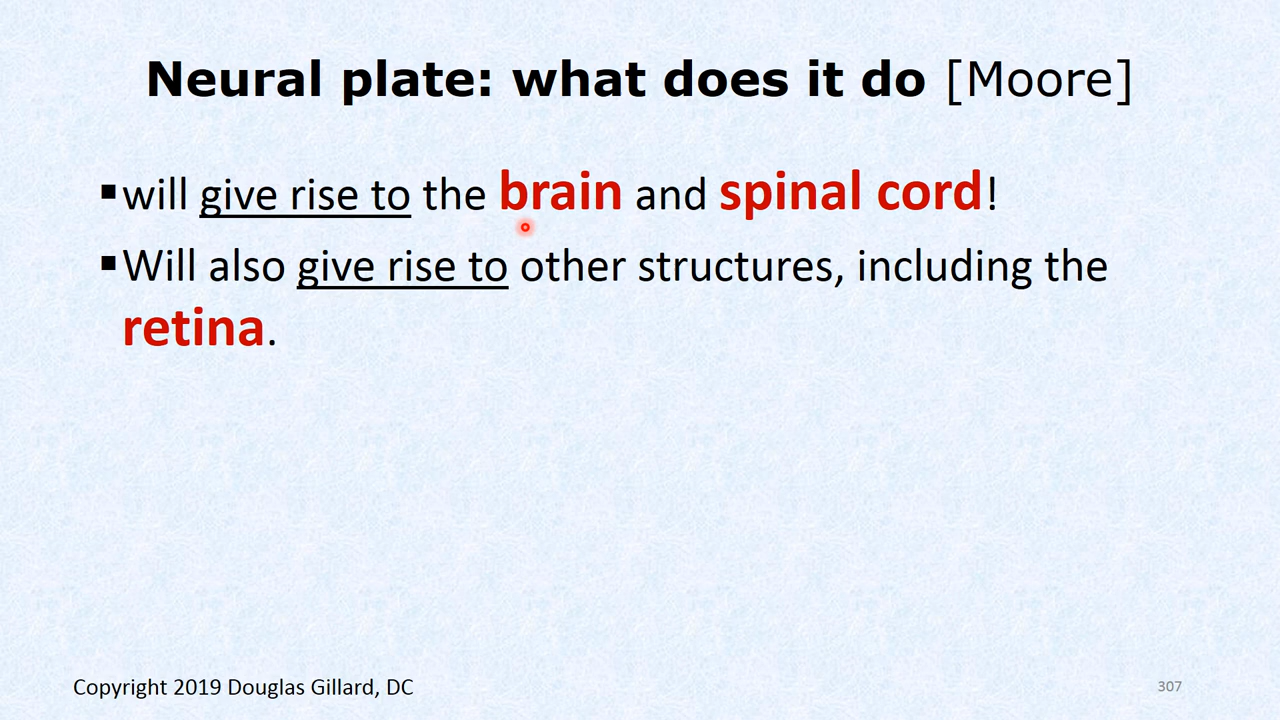 Neural plate: what does it do [Moore]
▪will give rise to the brain and spinal cord!
▪Will also give rise to other structures, including the
retina.
Copyright 2019 Douglas Gillard, DC
307